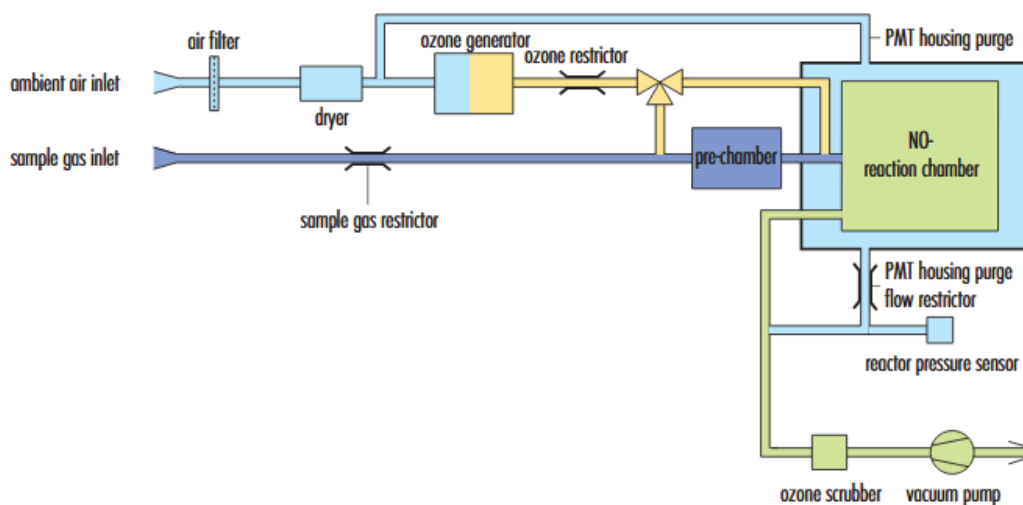 air filter
ozone generator
ozone restrictor
PMT housing purge
ambient air inlet
dryer
sample gas inlet
pre-chamber
NO-
reaction chamber
sample gas restrictor
PMT housing purge
flow restrictor
reactor pressure sensor
ozone scrubber
vacuum pump